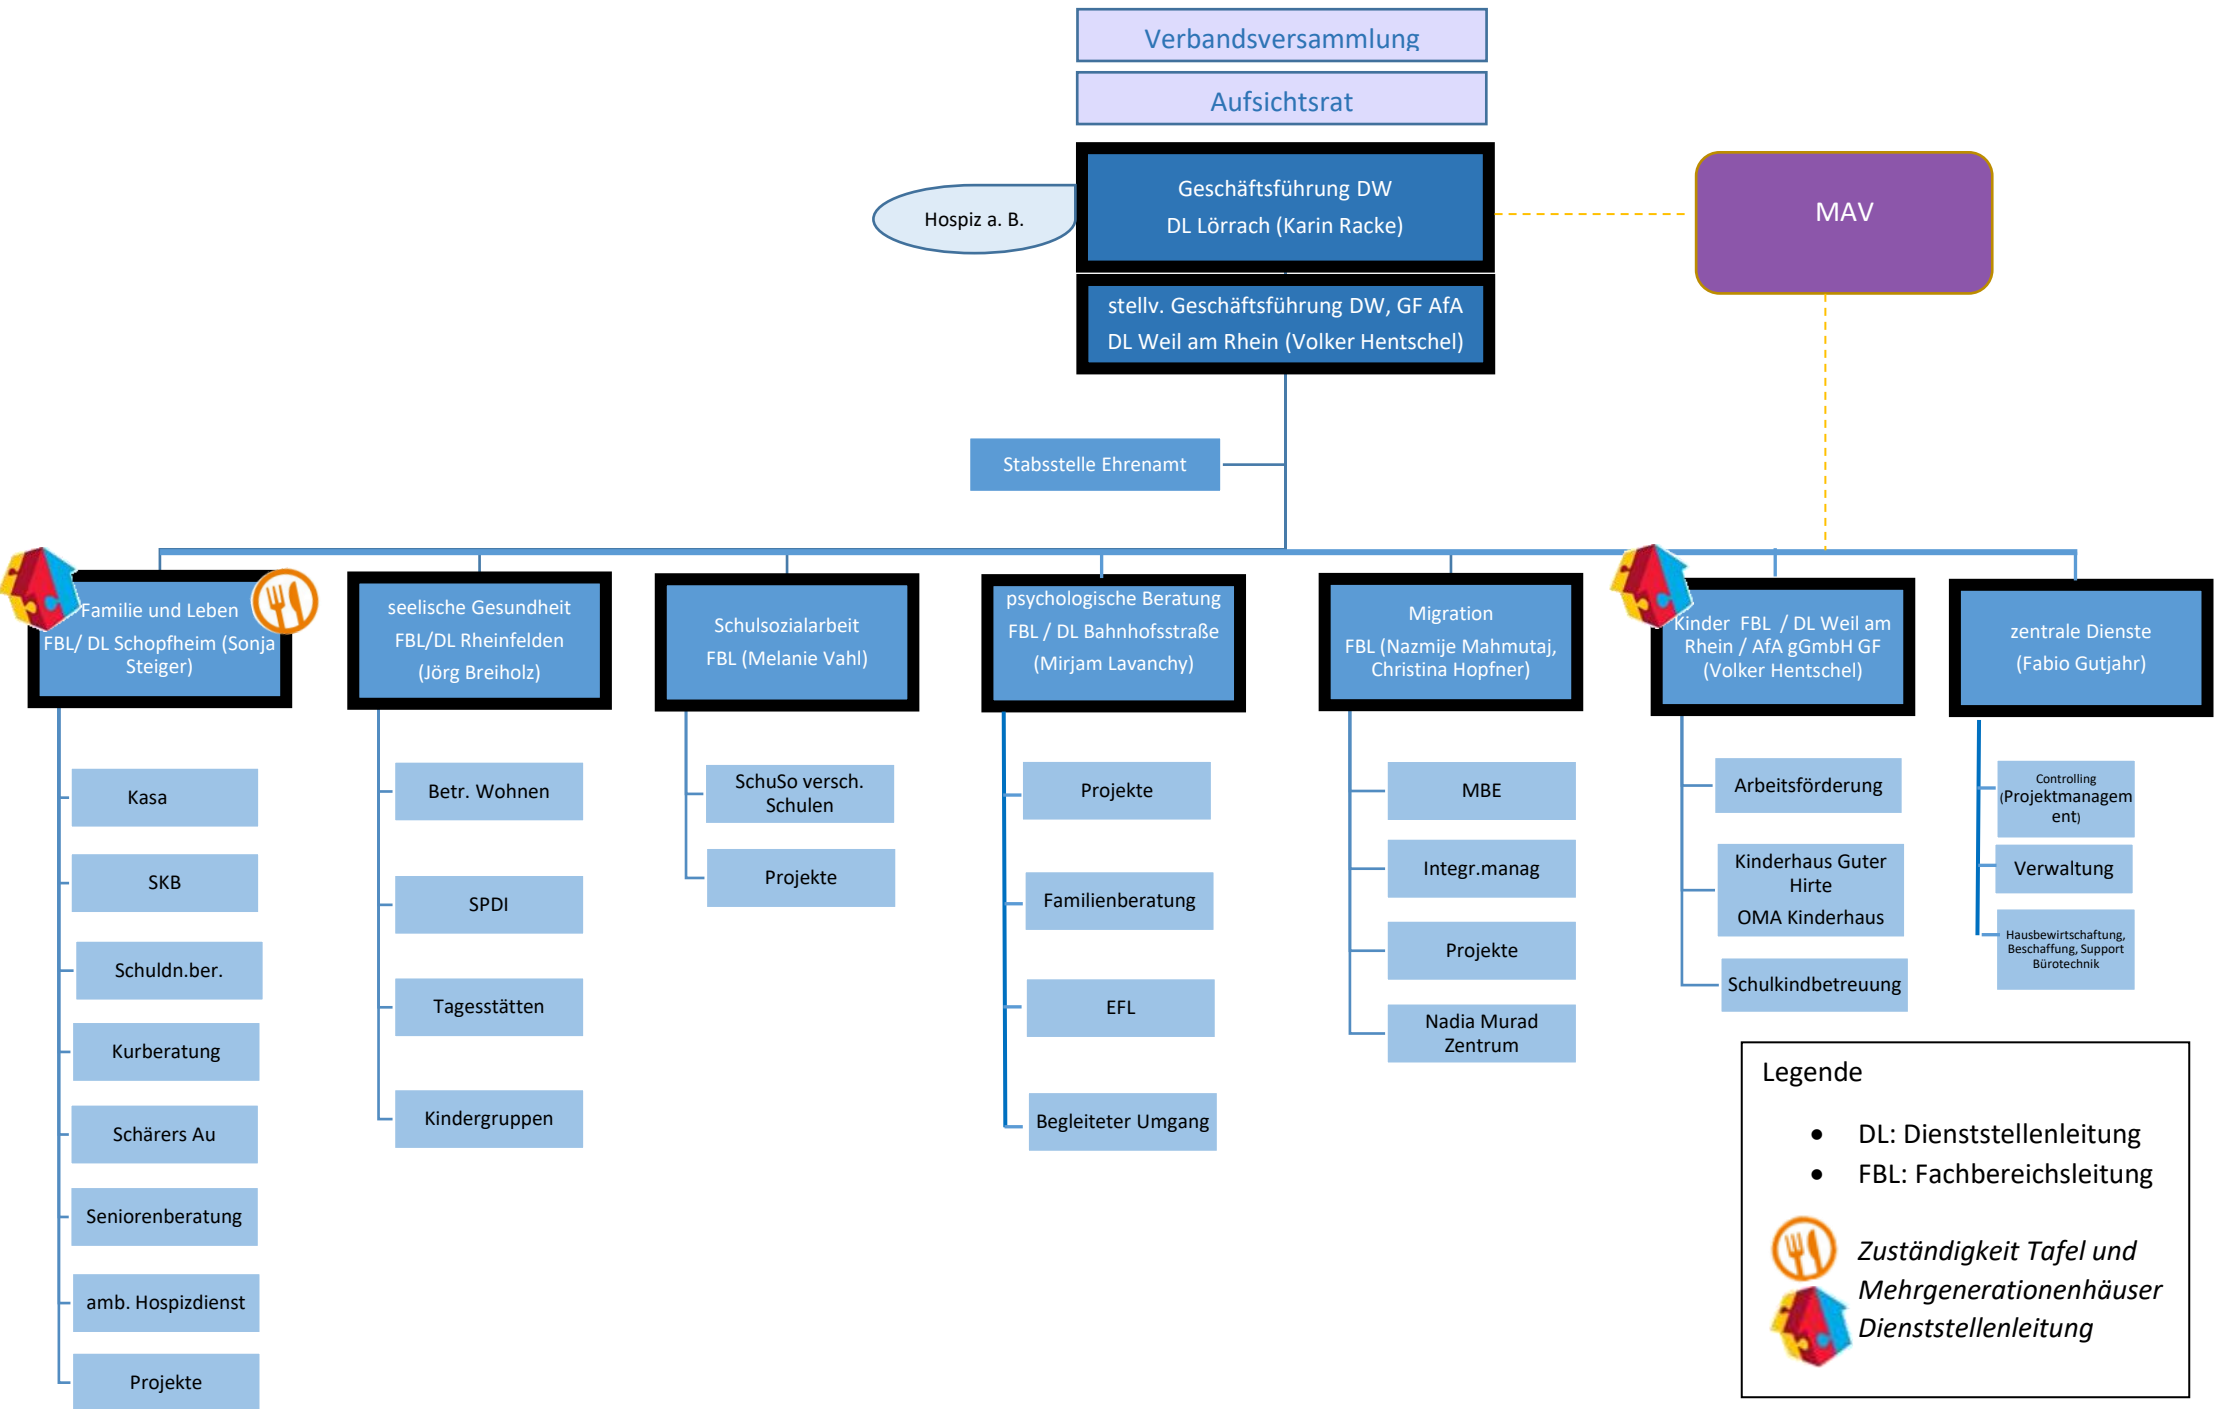 Verbandsversammlung
Aufsichtsrat
Geschäftsführung DW
DL Lörrach (Karin Racke)
Hospiz a. B.
MAV
stellv. Geschäftsführung DW, GF AfA
DL Weil am Rhein (Volker Hentschel)
Stabsstelle Ehrenamt
Familie und Leben
FBL/ DL Schopfheim (Sonja
Steiger)
seelische Gesundheit
FBL/DL Rheinfelden
(Jörg Breiholz)
Schulsozialarbeit
FBL (Melanie Vahl)
psychologische Beratung
FBL / DL Bahnhofsstraße
(Mirjam Lavanchy)
Migration
FBL (Nazmije Mahmutaj,
Christina Hopfner)
Kinder FBL / DL Weil am
Rhein / AfA gGmbH GF
(Volker Hentschel)
zentrale Dienste
(Fabio Gutjahr)
Kasa
SKB
Schuldn.ber.
Kurberatung
Schärers Au
Seniorenberatung
amb. Hospizdienst
Projekte
Betr. Wohnen
SPDI
Tagesstätten
Kindergruppen
SchuSo versch.
Schulen
Projekte
Projekte
Familienberatung
EFL
Begleiteter Umgang
MBE
Integr.manag
Projekte
Nadia Murad
Zentrum
Arbeitsförderung
Kinderhaus Guter
Hirte
OMA Kinderhaus
Schulkindbetreuung
Controlling
(Projektmanagem
ent)
Verwaltung
Hausbewirtschaftung,
Beschaffung, Support
Bürotechnik
Legende
• DL: Dienststellenleitung
• FBL: Fachbereichsleitung
Zuständigkeit Tafel und
Mehrgenerationenhäuser
Dienststellenleitung